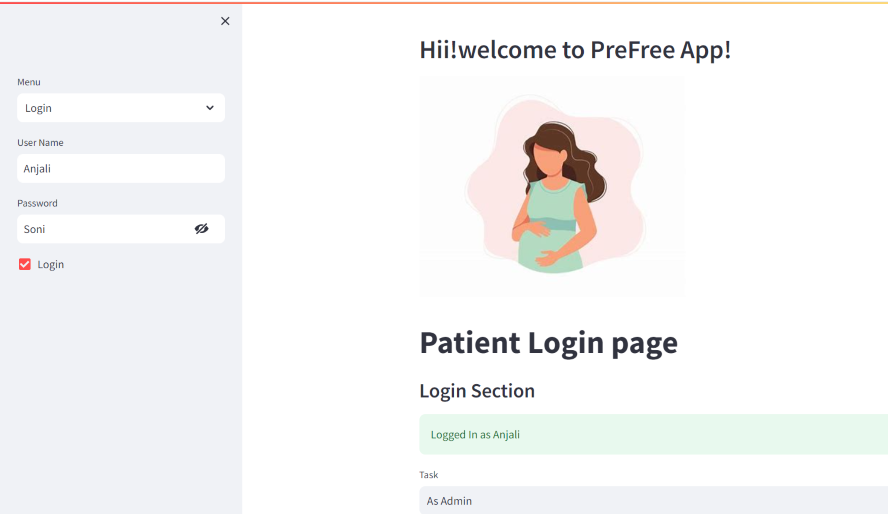 Menu
Login
User Name
Anjali
Password
Soni
Login
Hii!welcome to PreFree App!
Patient Login page
Login Section
Logged In as Anjali
Task
As Admin